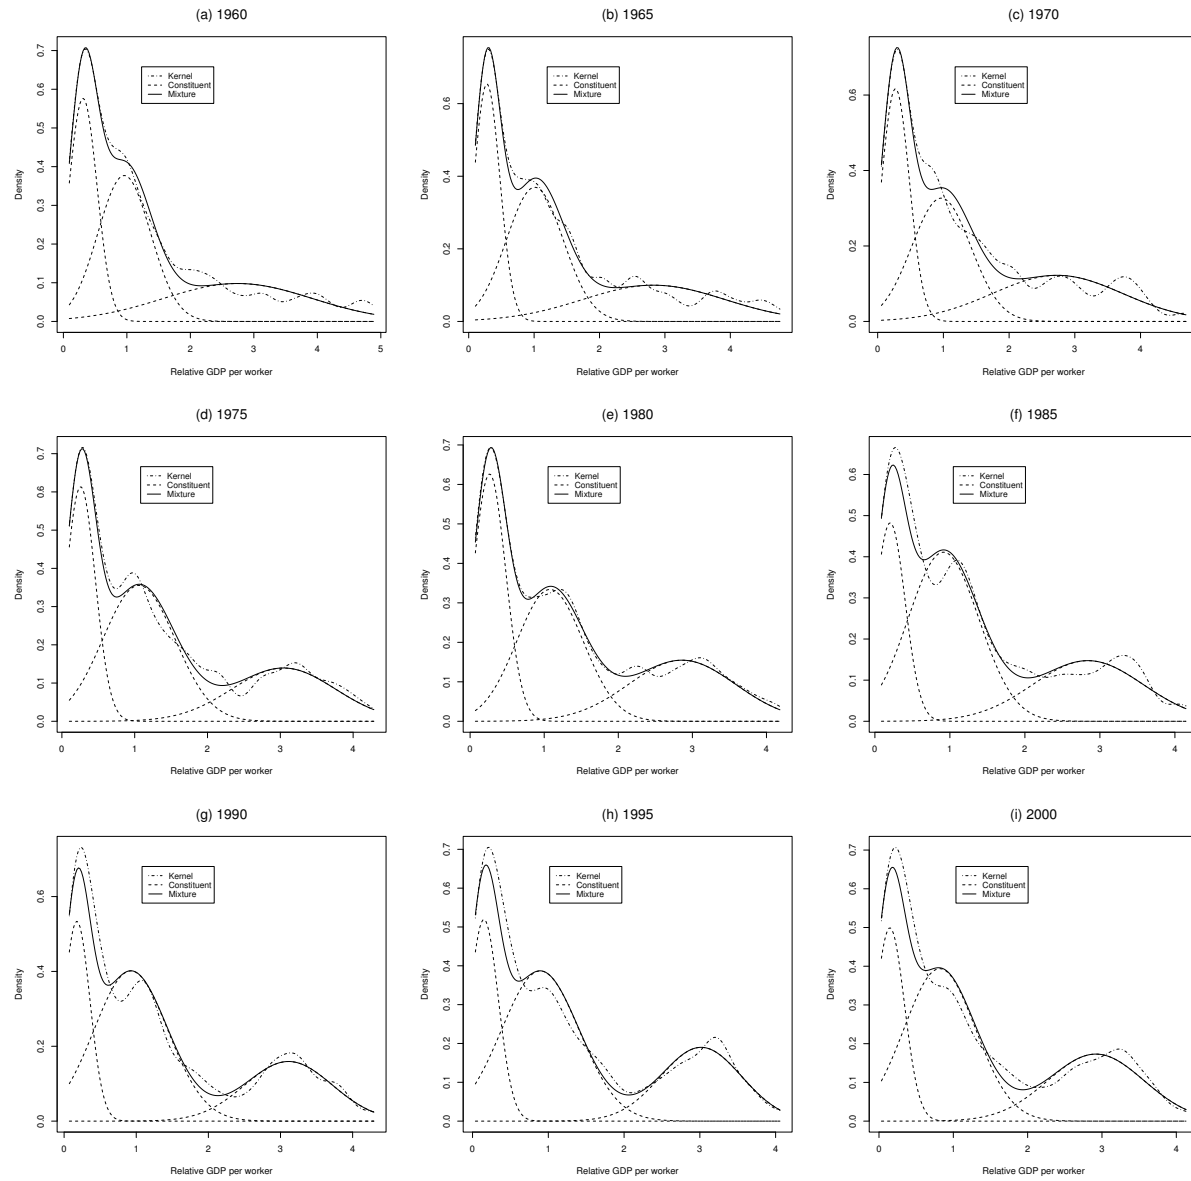 (a) 1960
Density
0.0 0.1 0.2 0.3 0.4 0.5 0.6 0.7
Kernel
Constituent
Mixture
0 1 2 3 4 5
Relative GDP per worker
(b) 1965
Density
0.0 0.2 0.4 0.6
Kernel
Constituent
Mixture
0 1 2 3 4
Relative GDP per worker
(c) 1970
Density
0.0 0.2 0.4 0.6
Kernel
Constituent
Mixture
0 1 2 3 4
Relative GDP per worker
(d) 1975
Density
0.0 0.1 0.2 0.3 0.4 0.5 0.6 0.7
Kernel
Constituent
Mixture
0 1 2 3 4
Relative GDP per worker
(e) 1980
Density
0.0 0.1 0.2 0.3 0.4 0.5 0.6 0.7
Kernel
Constituent
Mixture
0 1 2 3 4
Relative GDP per worker
(f) 1985
Density
0.0 0.1 0.2 0.3 0.4 0.5 0.6
Kernel
Constituent
Mixture
0 1 2 3 4
Relative GDP per worker
(g) 1990
Density
0.0 0.2 0.4 0.6
Kernel
Constituent
Mixture
0 1 2 3 4
Relative GDP per worker
(h) 1995
Density
0.0 0.1 0.2 0.3 0.4 0.5 0.6 0.7
Kernel
Constituent
Mixture
0 1 2 3 4
Relative GDP per worker
(i) 2000
Density
0.0 0.1 0.2 0.3 0.4 0.5 0.6 0.7
Kernel
Constituent
Mixture
0 1 2 3 4
Relative GDP per worker